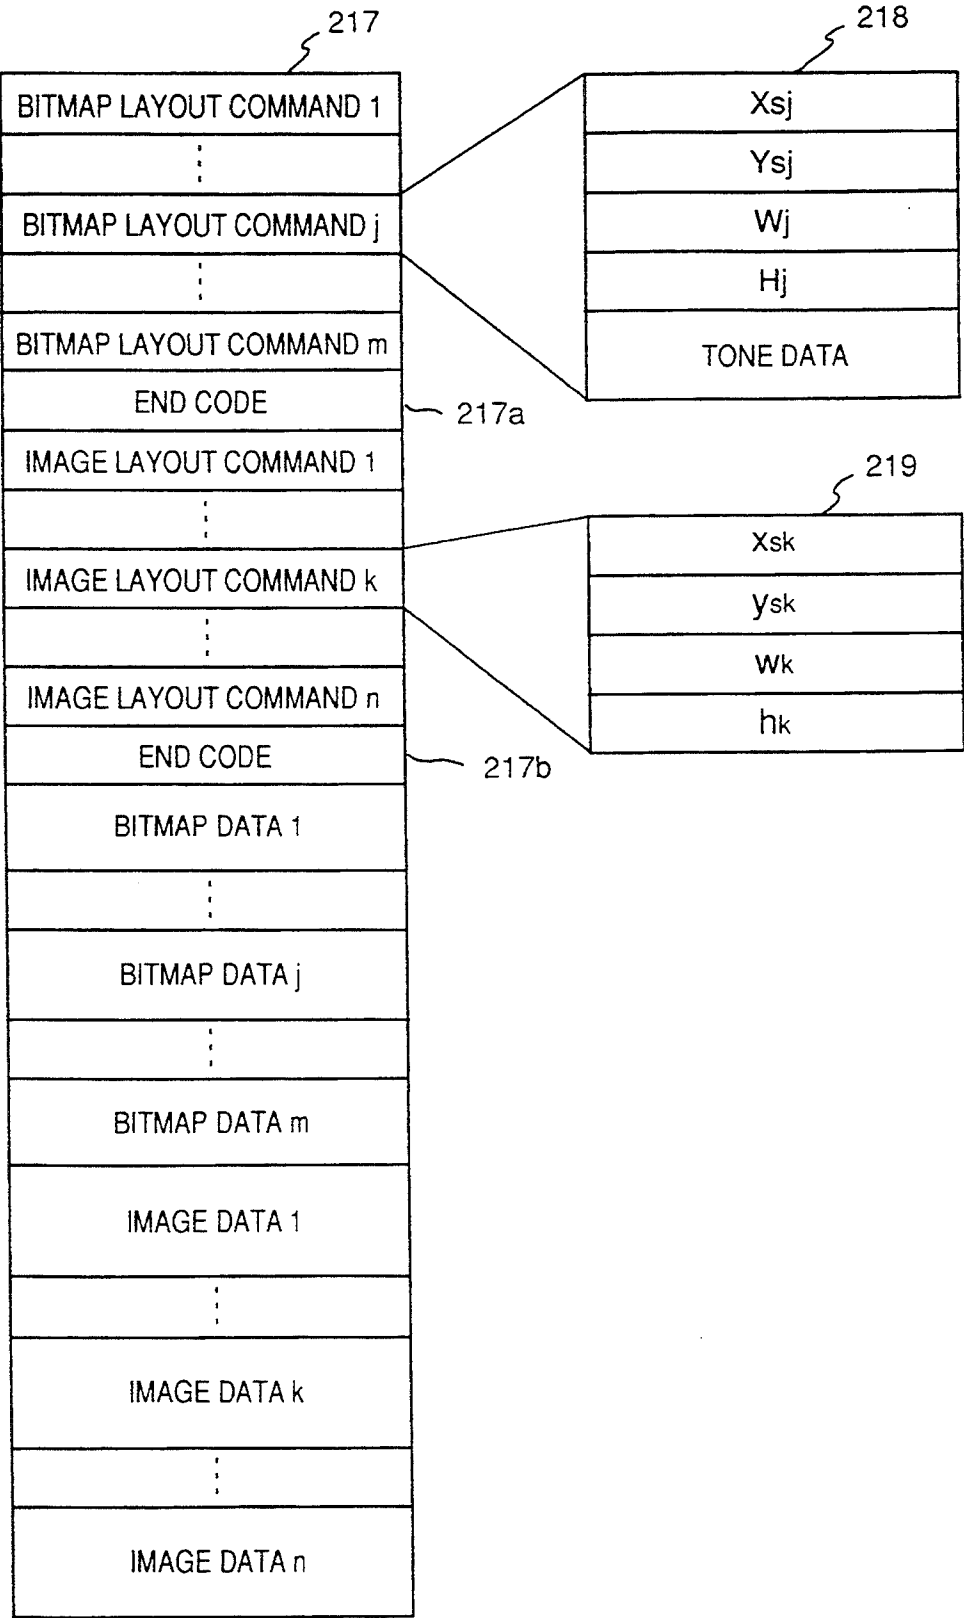 217
BITMAP LAYOUT COMMAND 1
BITMAP LAYOUT COMMAND j
BITMAP LAYOUT COMMAND m
END CODE
217a
IMAGE LAYOUT COMMAND 1
IMAGE LAYOUT COMMAND k
IMAGE LAYOUT COMMAND n
END CODE
217b
BITMAP DATA 1
BITMAP DATA j
BITMAP DATA m
IMAGE DATA 1
IMAGE DATA k
IMAGE DATA n
218
Xsj
Ysj
Wj
Hj
TONE DATA
219
xsk
ysk
wk
hk